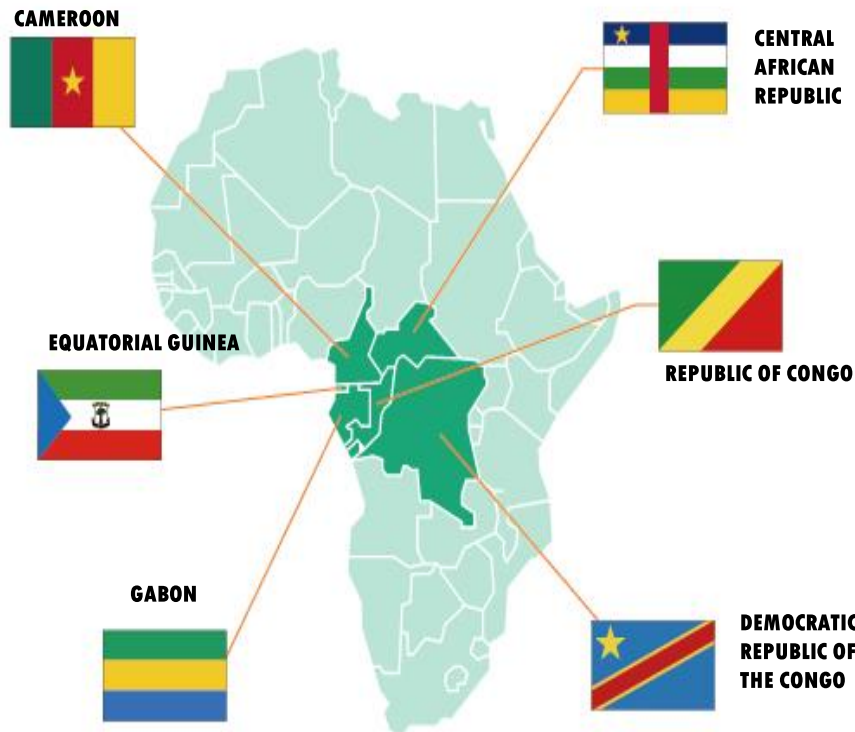 CAMEROON
CENTRAL
AFRICAN
REPUBLIC
EQUATORIAL GUINEA
REPUBLIC OF CONGO
GABON
DEMOCRATIC
REPUBLIC OF
THE CONGO